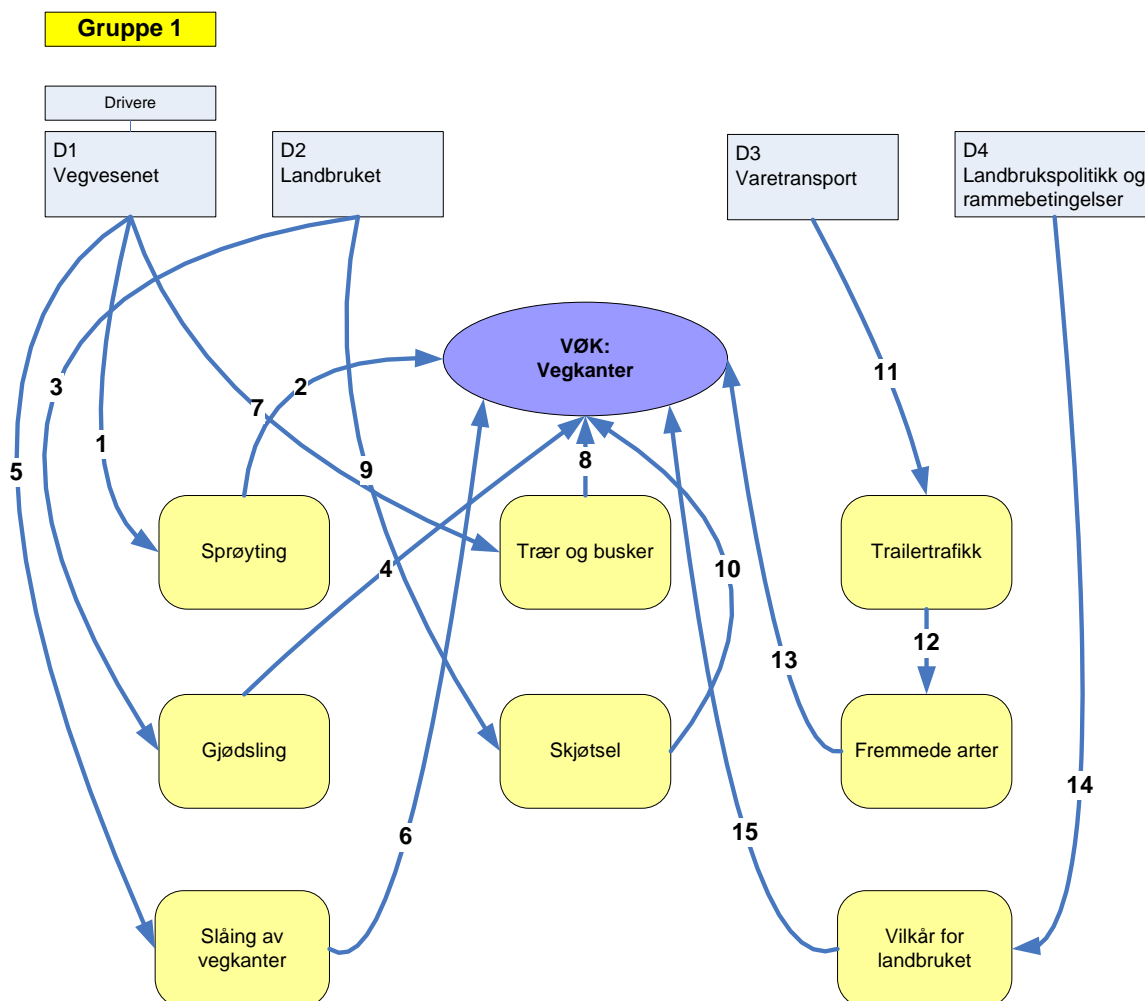 Gruppe 1
Drivere
D1
Vegvesenet
D2
Landbruket
D3
Varetransport
D4
Landbrukspolitikk og
rammebetingelser
VØK:
Vegkanter
11
3
2
7
1
5
9
8
Sprøyting
Trær og busker
Trailertrafikk
4
10
12
13
Gjødsling
Skjøtsel
Fremmede arter
14
6
15
Slåing av
vegkanter
Vilkår for
landbruket